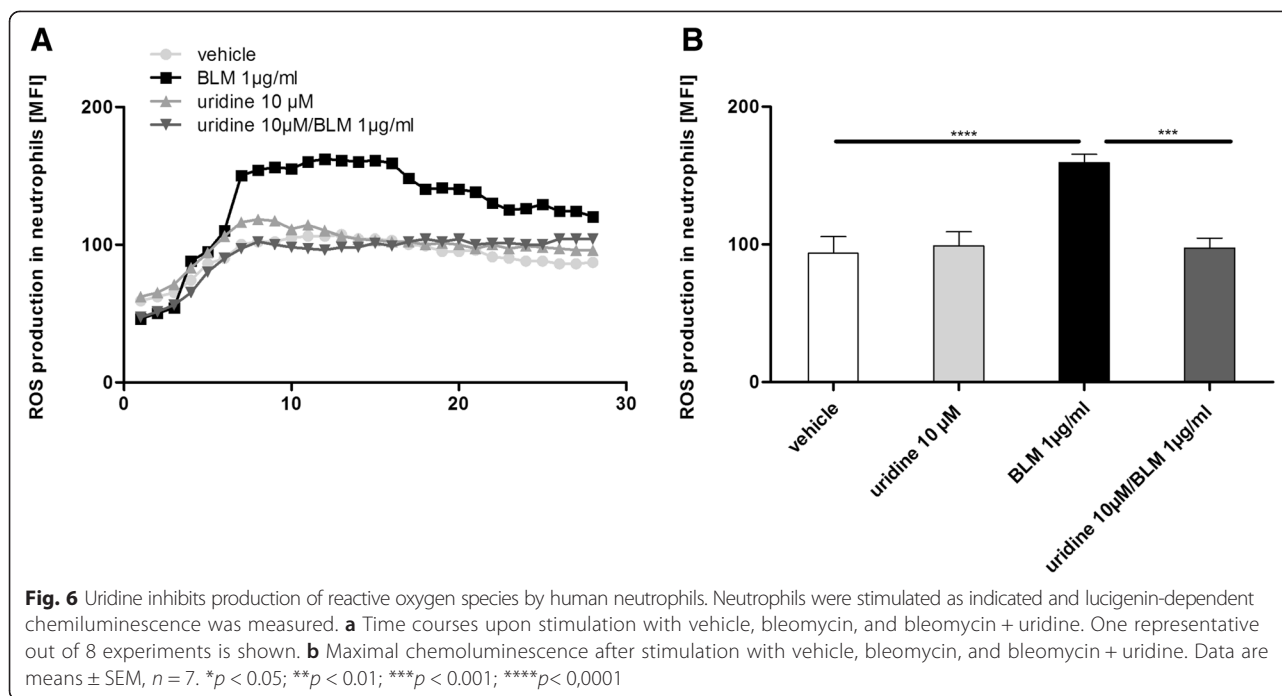 A
vehicle
BLM 1µg/ml
uridine 10 µM
uridine 10µM/BLM 1µg/ml
ROS production in neutrophils [MFI]
200
100
0
0
10
20
30
B
ROS production in neutrophils [MFI]
200
100
0
****
***
vehicle
uridine 10 µM
BLM 1µg/ml
uridine 10µM/BLM 1µg/ml
Fig. 6 Uridine inhibits production of reactive oxygen species by human neutrophils. Neutrophils were stimulated as indicated and lucigenin-dependent
chemiluminescence was measured. a Time courses upon stimulation with vehicle, bleomycin, and bleomycin + uridine. One representative
out of 8 experiments is shown. b Maximal chemoluminescence after stimulation with vehicle, bleomycin, and bleomycin + uridine. Data are
means ± SEM, n = 7. *p < 0.05; **p < 0.01; ***p < 0.001; ****p< 0,0001